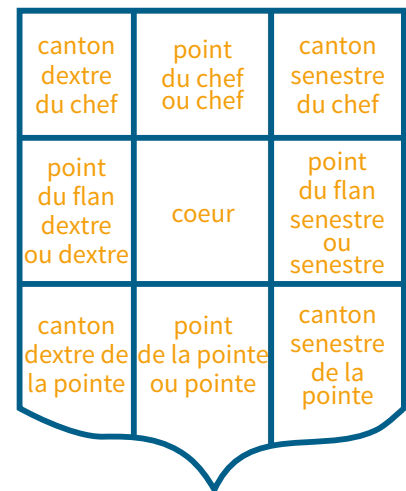 canton
dextre
du chef
point
du chef
ou chef
canton
senestre
du chef
point
du flan
dextre
ou dextre
coeur
point
du flan
senestre
ou
senestre
canton
dextre de
la pointe
point
de la pointe
ou pointe
canton
senestre
de la
pointe